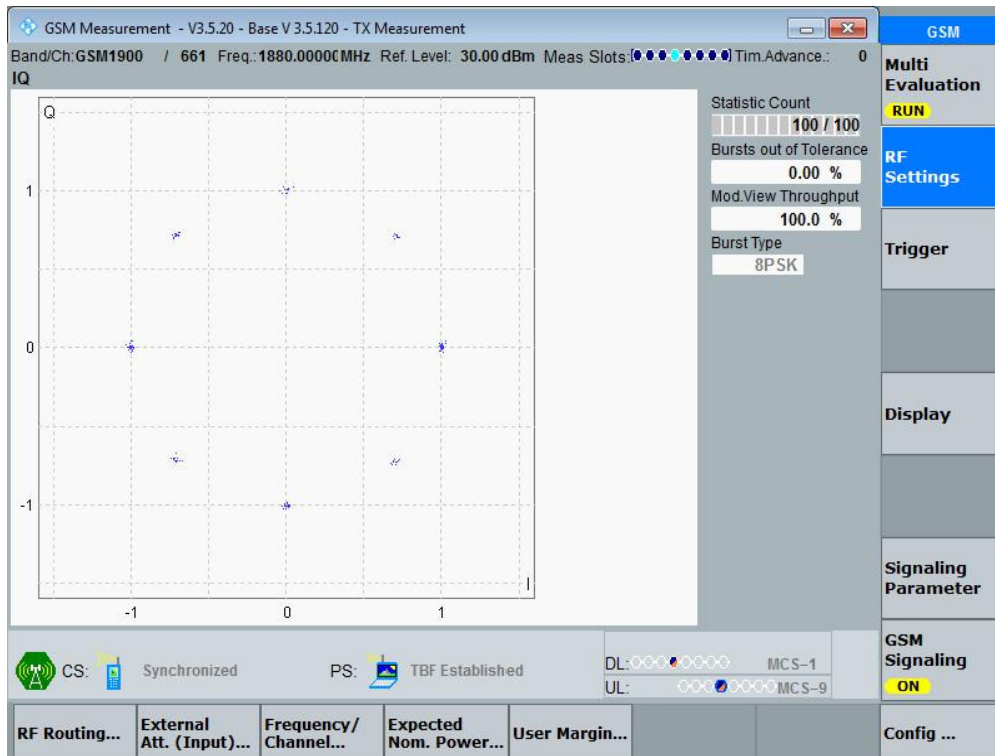 GSM Measurement - V3.5.20 - Base V 3.5.120 - TX Measurement
GSM
Band/Ch:GSM1900 / 661 Freq.:1880.00000MHz Ref. Level: 30.00 dBm Meas Slots: Tim.Advance.: 0
IQ
Q
1
0
-1
I
-1 0 1
Statistic Count
100 / 100
Bursts out of Tolerance
0.00 %
Mod.View Throughput
100.0 %
Burst Type
8PSK
Multi
Evaluation
RUN
RF
Settings
Trigger
Display
Signaling
Parameter
GSM
Signaling
ON
CS: Synchronized
PS: TBF Established
DL: MCS-1
UL: MCS-9
RF Routing...
External
Att. (Input)...
Frequency/
Channel...
Expected
Nom. Power...
User Margin...
Config ...